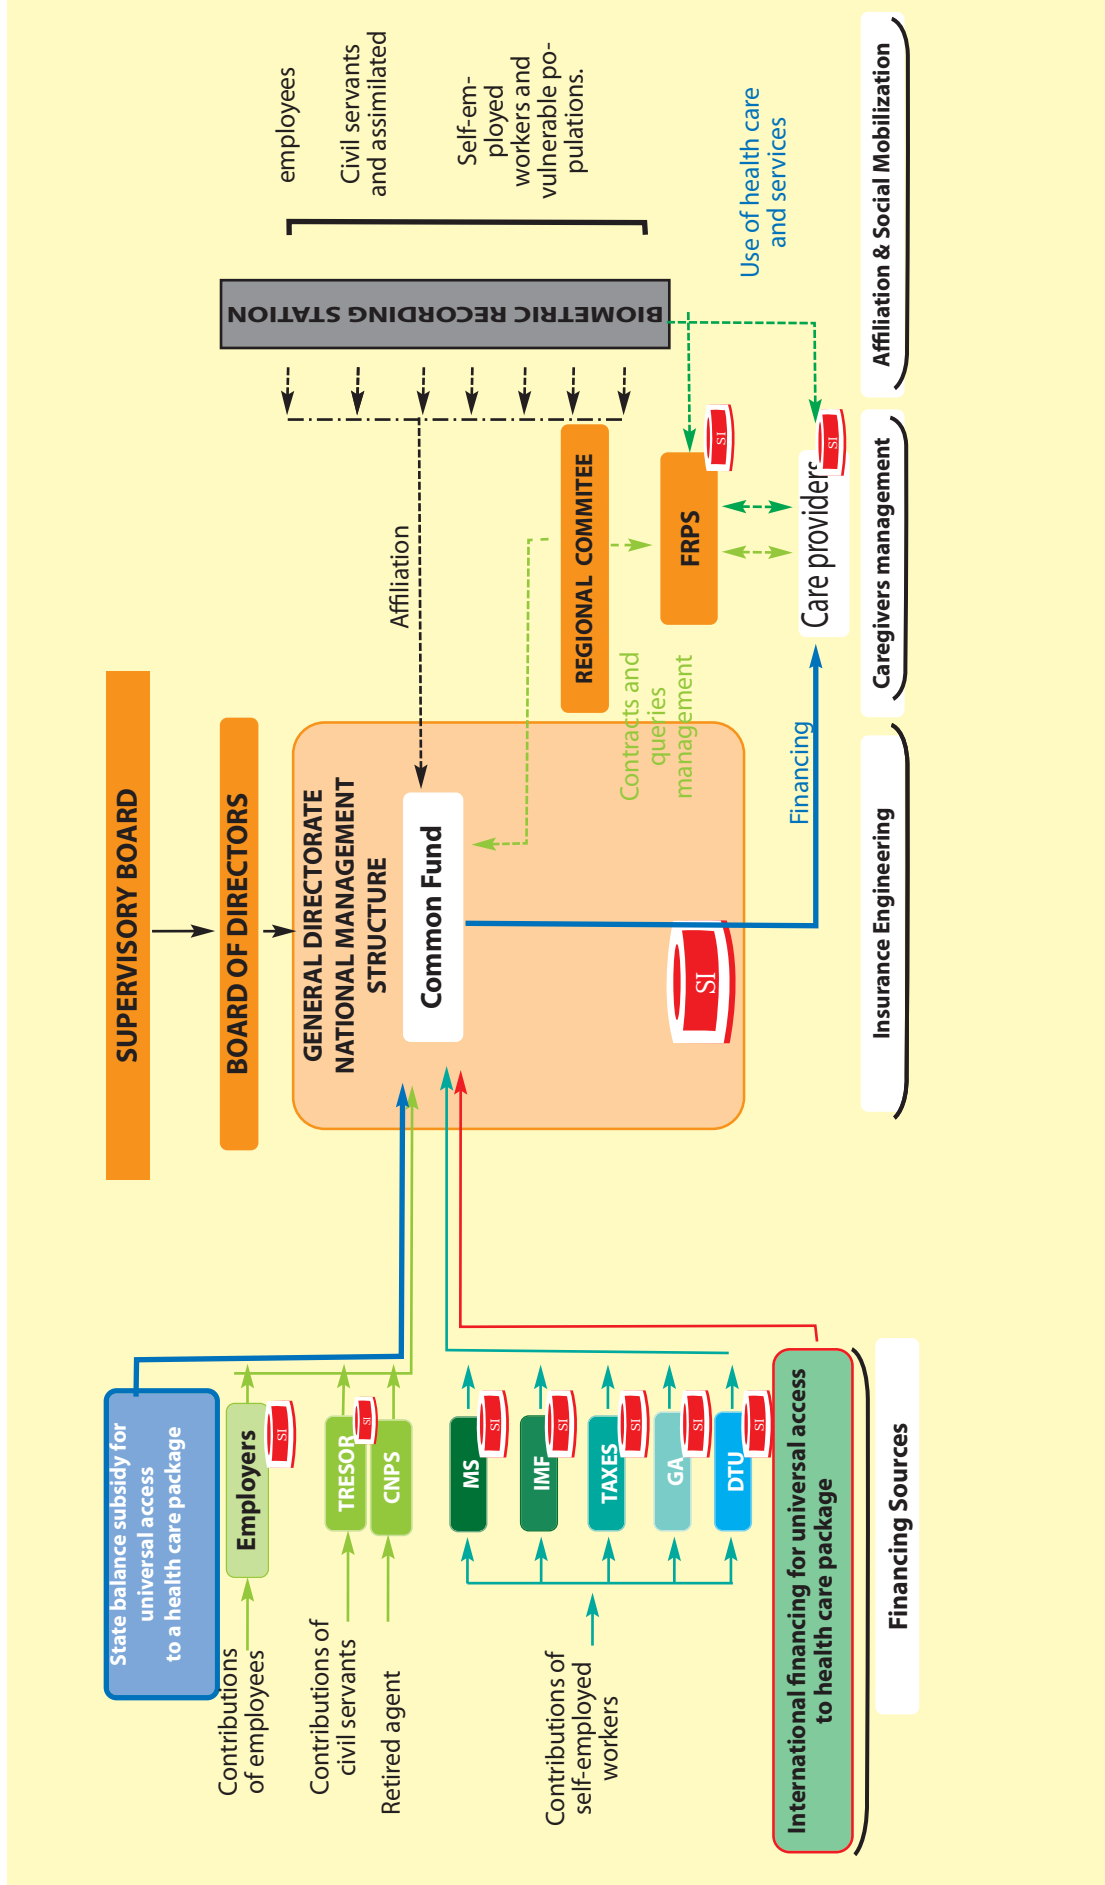 SUPERVISORY BOARD
BOARD OF DIRECTORS
GENERAL DIRECTORATE
NATIONAL MANAGEMENT
STRUCTURE
Common Fund
SI
State balance subsidy for
universal access
to a health care package
Contributions
of employees
Employers
SI
Contributions of
civil servants
TRESOR
SI
Retired agent
CNPS
Contributions of
self-employed
workers
MS
SI
IMF
SI
TAXES
SI
GA
SI
DTU
SI
International financing for universal access
to health care package
Affiliation
Contracts and
queries
management
Financing
REGIONAL COMMITEE
FRPS
SI
Care providers
SI
BIOMETRIC RECORDING STATION
employees
Civil servants
and assimilated
Self-em-
ployed
workers and
vulnerable po-
pulations.
Use of health care
and services
Financing Sources
Insurance Engineering
Caregivers management
Affiliation & Social Mobilization